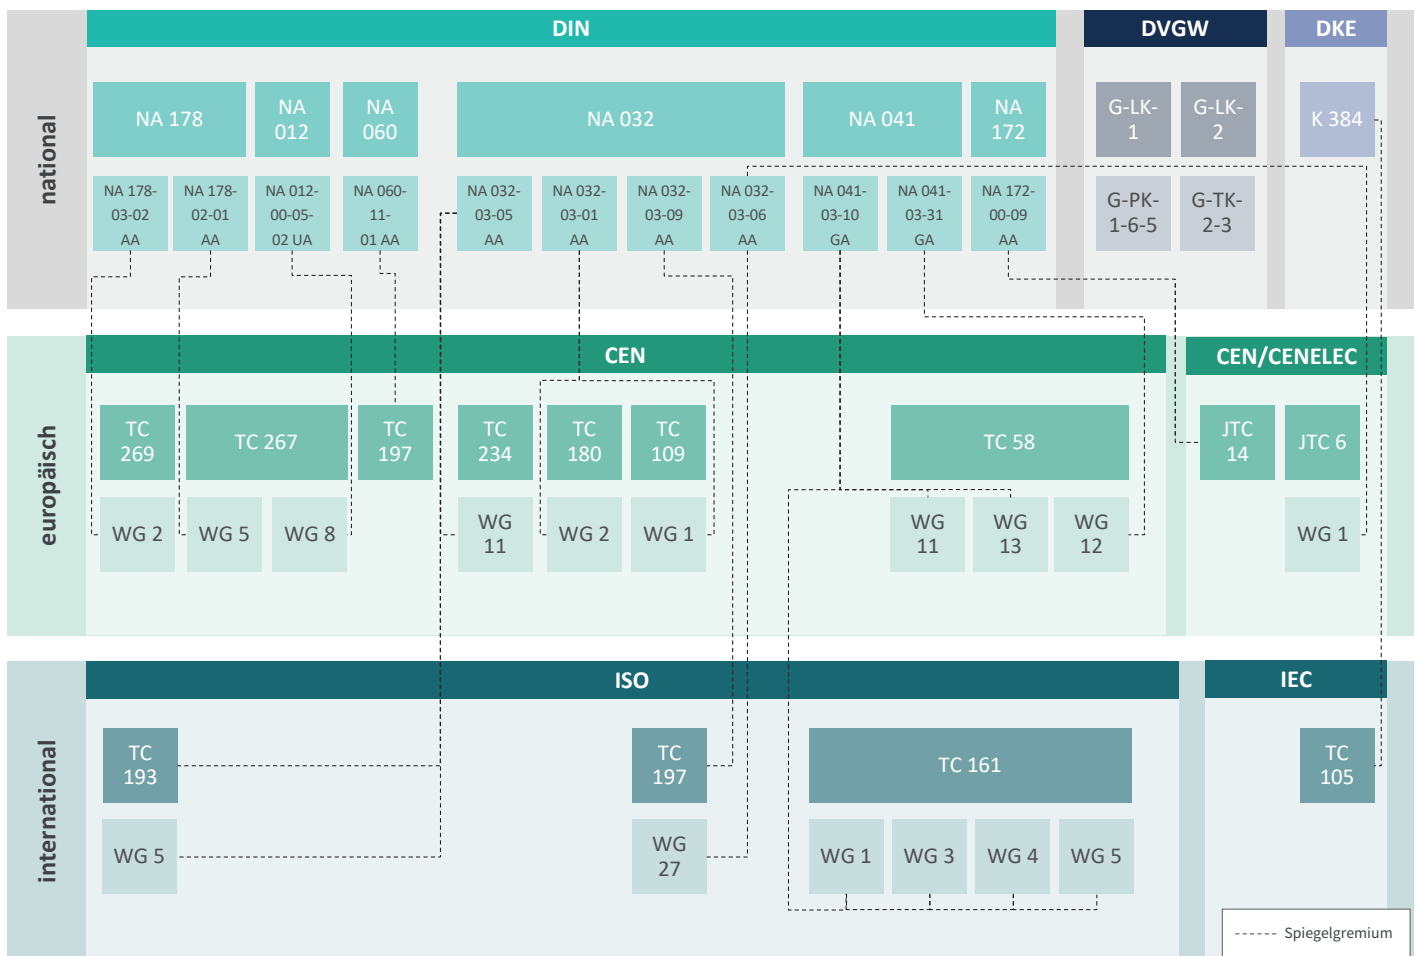 national
DIN
DVGW
DKE
NA 178
NA
012
NA
060
NA 032
NA 041
NA
172
G-LK-
1
G-LK-
2
K 384
NA 178-
03-02
AA
NA 178-
02-01
AA
NA 012-
00-05-
02 UA
NA 060-
11-
01 AA
NA 032-
03-05
AA
NA 032-
03-01
AA
NA 032-
03-09
AA
NA 032-
03-06
AA
NA 041-
03-10
GA
NA 041-
03-31
GA
NA 172-
00-09
AA
G-PK-
1-6-5
G-TK-
2-3
europäisch
CEN
CEN/CENELEC
TC
269
TC 267
TC
197
TC
234
TC
180
TC
109
TC 58
JTC
14
JTC 6
WG 2
WG 5
WG 8
WG
11
WG 2
WG 1
WG
11
WG
13
WG
12
WG 1
international
ISO
IEC
TC
193
TC
197
TC 161
TC
105
WG 5
WG
27
WG 1
WG 3
WG 4
WG 5
Spiegelgremium